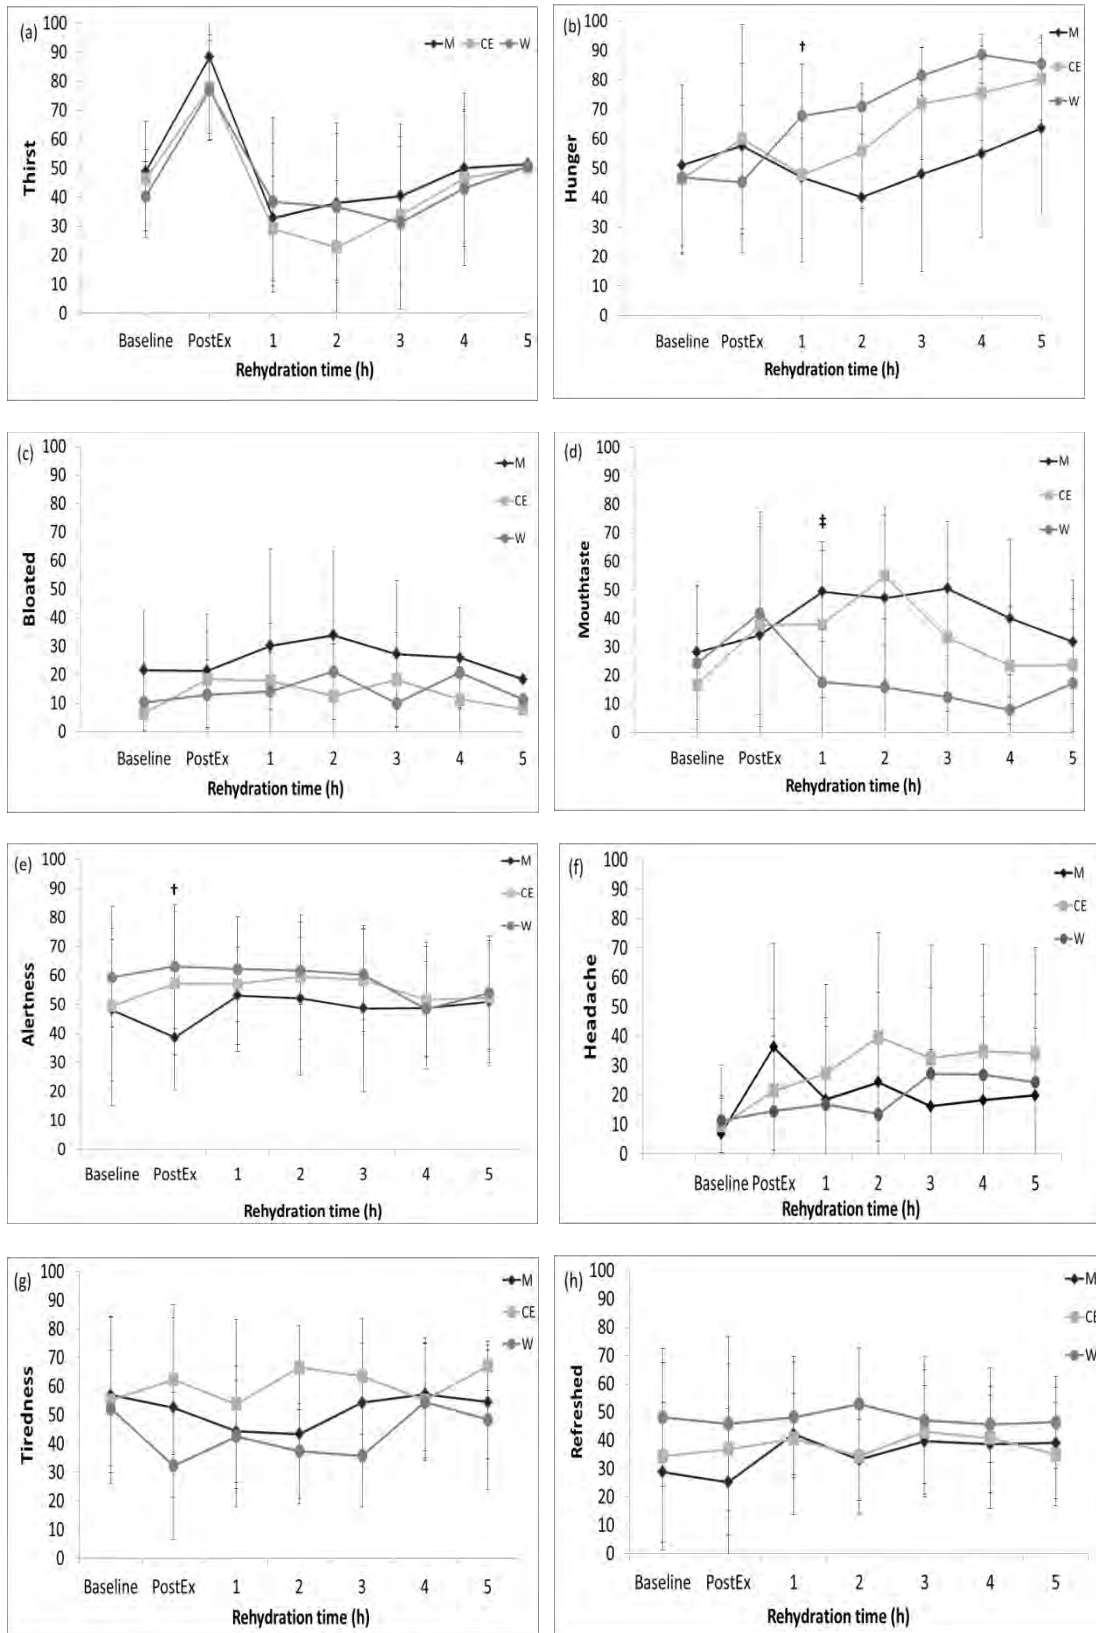 (a)
M CE W
100
90
80
70
60
50
40
30
20
10
0
Thirst
Baseline PostEx 1 2 3 4 5
Rehydration time (h)
(b)
M
CE
W
†
100
90
80
70
60
50
40
30
20
10
0
Hunger
Baseline PostEx 1 2 3 4 5
Rehydration time (h)
(c)
M
CE
W
100
90
80
70
60
50
40
30
20
10
0
Bloated
Baseline PostEx 1 2 3 4 5
Rehydration time (h)
(d)
M
CE
W
‡
100
90
80
70
60
50
40
30
20
10
0
Mouthtaste
Baseline PostEx 1 2 3 4 5
Rehydration time (h)
(e)
M
CE
W
†
100
90
80
70
60
50
40
30
20
10
0
Alertness
Baseline PostEx 1 2 3 4 5
Rehydration time (h)
(f)
M
CE
W
100
90
80
70
60
50
40
30
20
10
0
Headache
Baseline PostEx 1 2 3 4 5
Rehydration time (h)
(g)
M
CE
W
100
90
80
70
60
50
40
30
20
10
0
Tiredness
Baseline PostEx 1 2 3 4 5
Rehydration time (h)
(h)
M
CE
W
100
90
80
70
60
50
40
30
20
10
0
Refreshed
Baseline PostEx 1 2 3 4 5
Rehydration time (h)